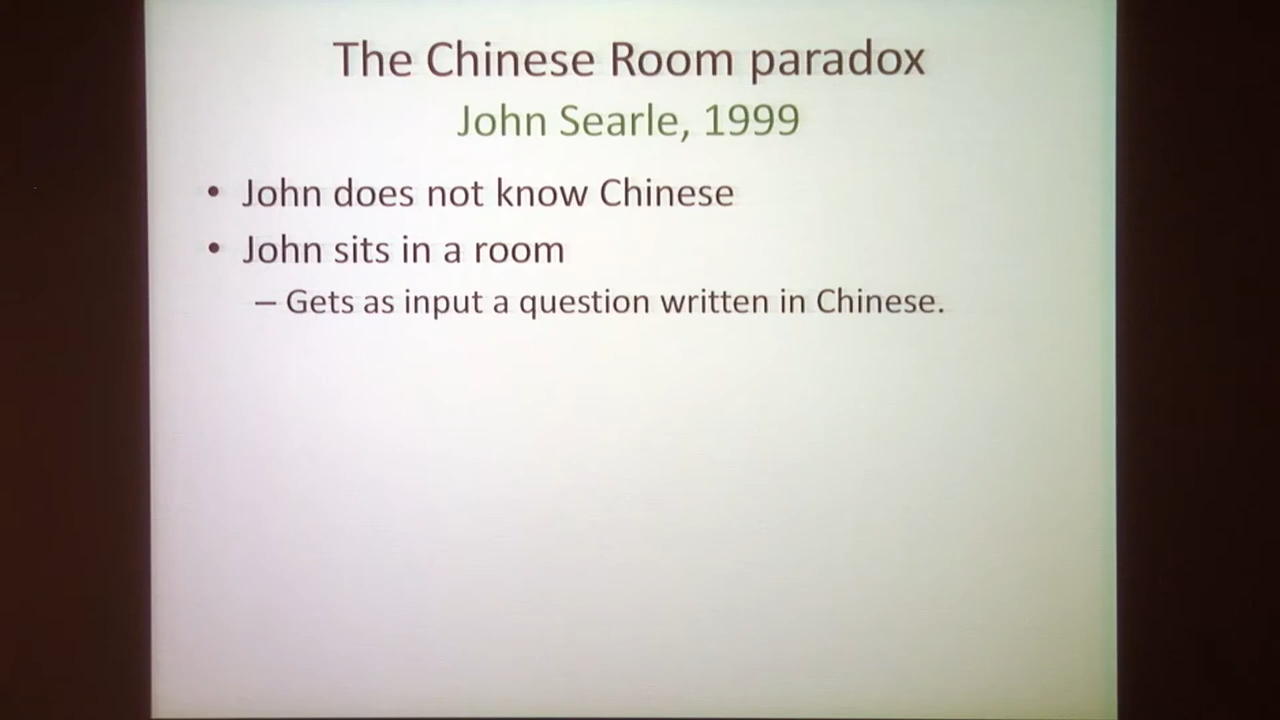 The Chinese Room paradox
John Searle, 1999
• John does not know Chinese
• John sits in a room
– Gets as input a question written in Chinese.